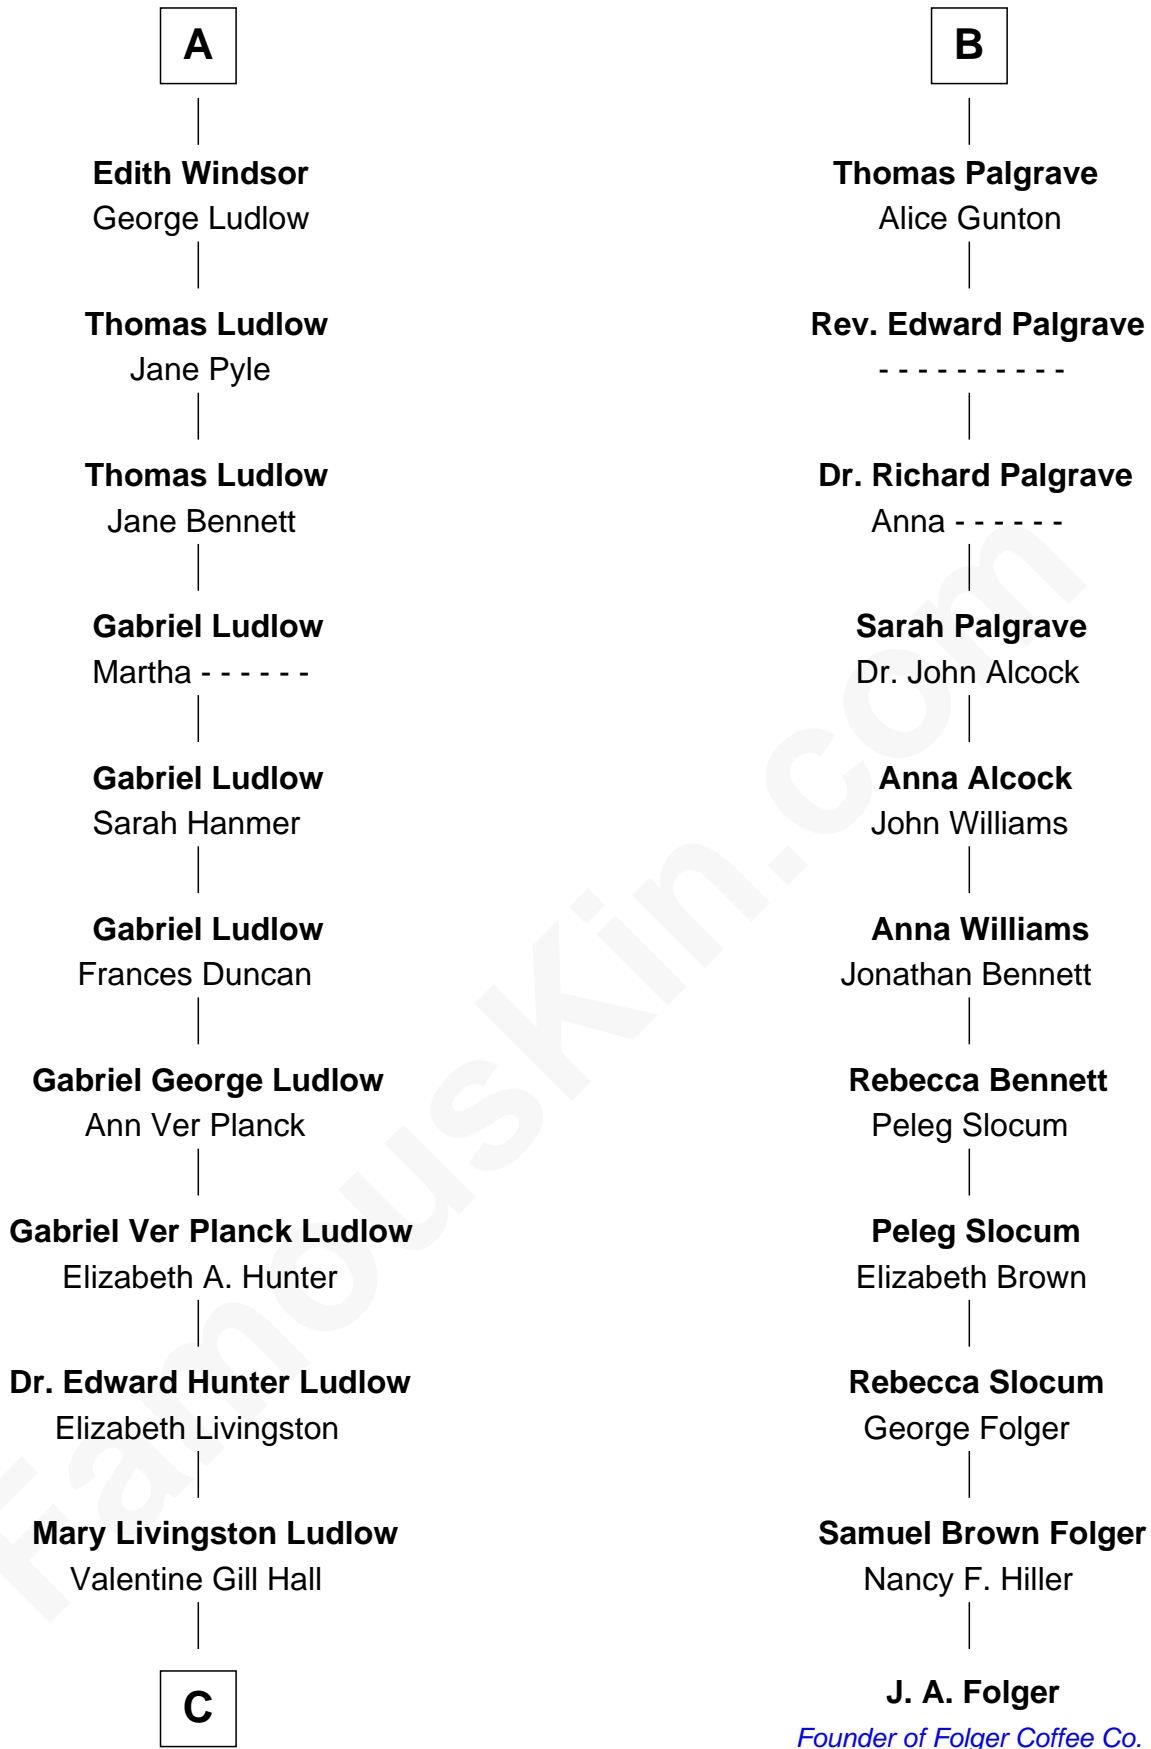 A
Edith Windsor
George Ludlow
Thomas Ludlow
Jane Pyle
Thomas Ludlow
Jane Bennett
Gabriel Ludlow
Martha - - - - - -
Gabriel Ludlow
Sarah Hanmer
Gabriel Ludlow
Frances Duncan
Gabriel George Ludlow
Ann Ver Planck
Gabriel Ver Planck Ludlow
Elizabeth A. Hunter
Dr. Edward Hunter Ludlow
Elizabeth Livingston
Mary Livingston Ludlow
Valentine Gill Hall
C
B
Thomas Palgrave
Alice Gunton
Rev. Edward Palgrave
- - - - - - - - - -
Dr. Richard Palgrave
Anna - - - - - -
Sarah Palgrave
Dr. John Alcock
Anna Alcock
John Williams
Anna Williams
Jonathan Bennett
Rebecca Bennett
Peleg Slocum
Peleg Slocum
Elizabeth Brown
Rebecca Slocum
George Folger
Samuel Brown Folger
Nancy F. Hiller
J. A. Folger
Founder of Folger Coffee Co.
FamousKin.com